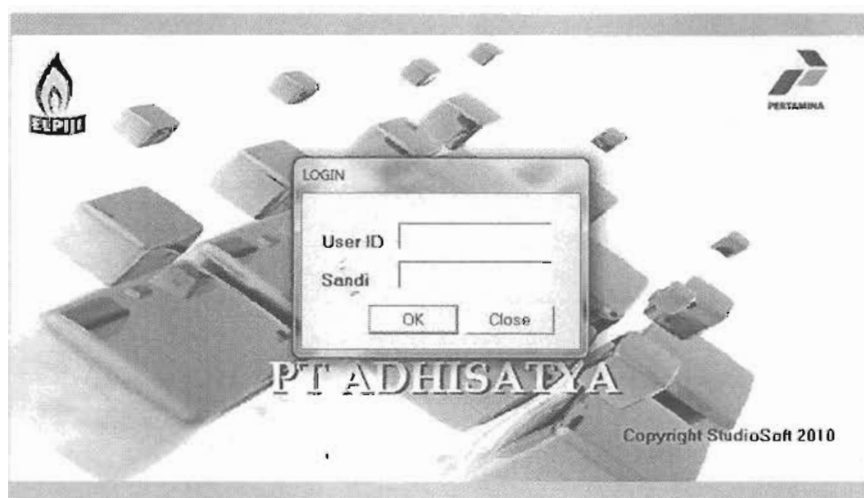 ELPIJI
PERTAMINA
LOGIN
User ID
Sandi
OK
Close
PT ADHISATYA
Copyright StudioSoft 2010